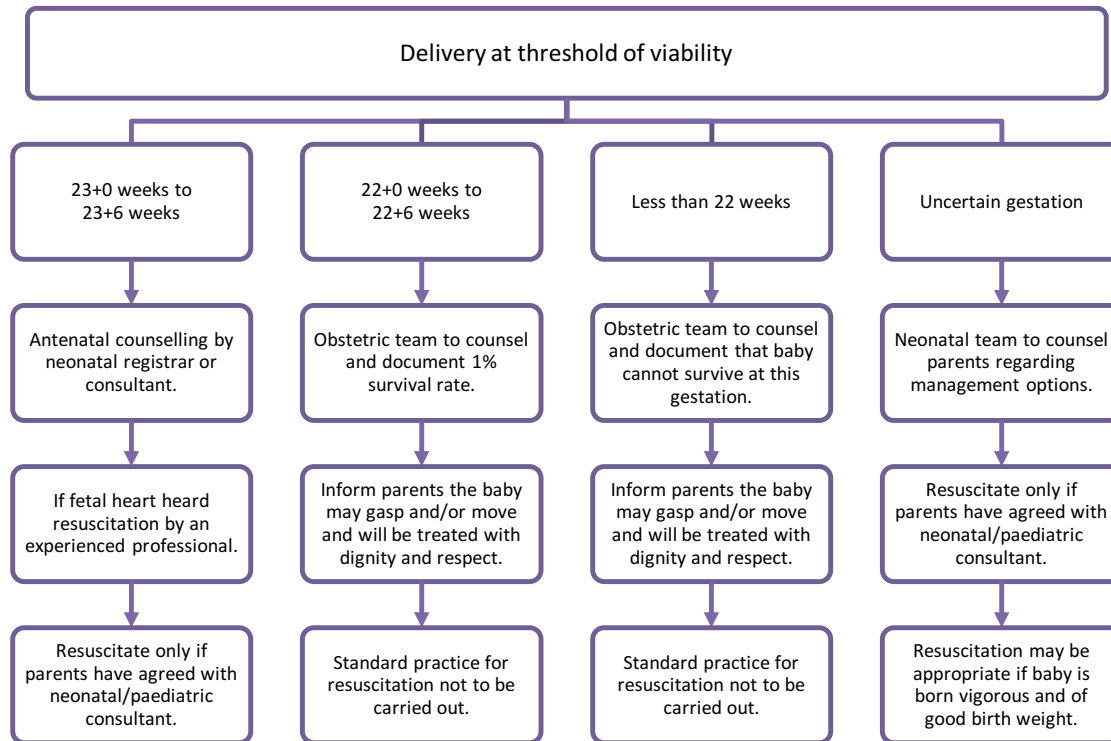 Delivery at threshold of viability
23+0 weeks to
23+6 weeks
Antenatal counselling by
neonatal registrar or
consultant.
If fetal heart heard
resuscitation by an
experienced professional.
Resuscitate only if
parents have agreed with
neonatal/paediatric
consultant.
22+0 weeks to
22+6 weeks
Obstetric team to counsel
and document 1%
survival rate.
Inform parents the baby
may gasp and/or move
and will be treated with
dignity and respect.
Standard practice for
resuscitation not to be
carried out.
Less than 22 weeks
Obstetric team to counsel
and document that baby
cannot survive at this
gestation.
Inform parents the baby
may gasp and/or move
and will be treated with
dignity and respect.
Standard practice for
resuscitation not to be
carried out.
Uncertain gestation
Neonatal team to counsel
parents regarding
management options.
Resuscitate only if
parents have agreed with
neonatal/paediatric
consultant.
Resuscitation may be
appropriate if baby is
born vigorous and of
good birth weight.